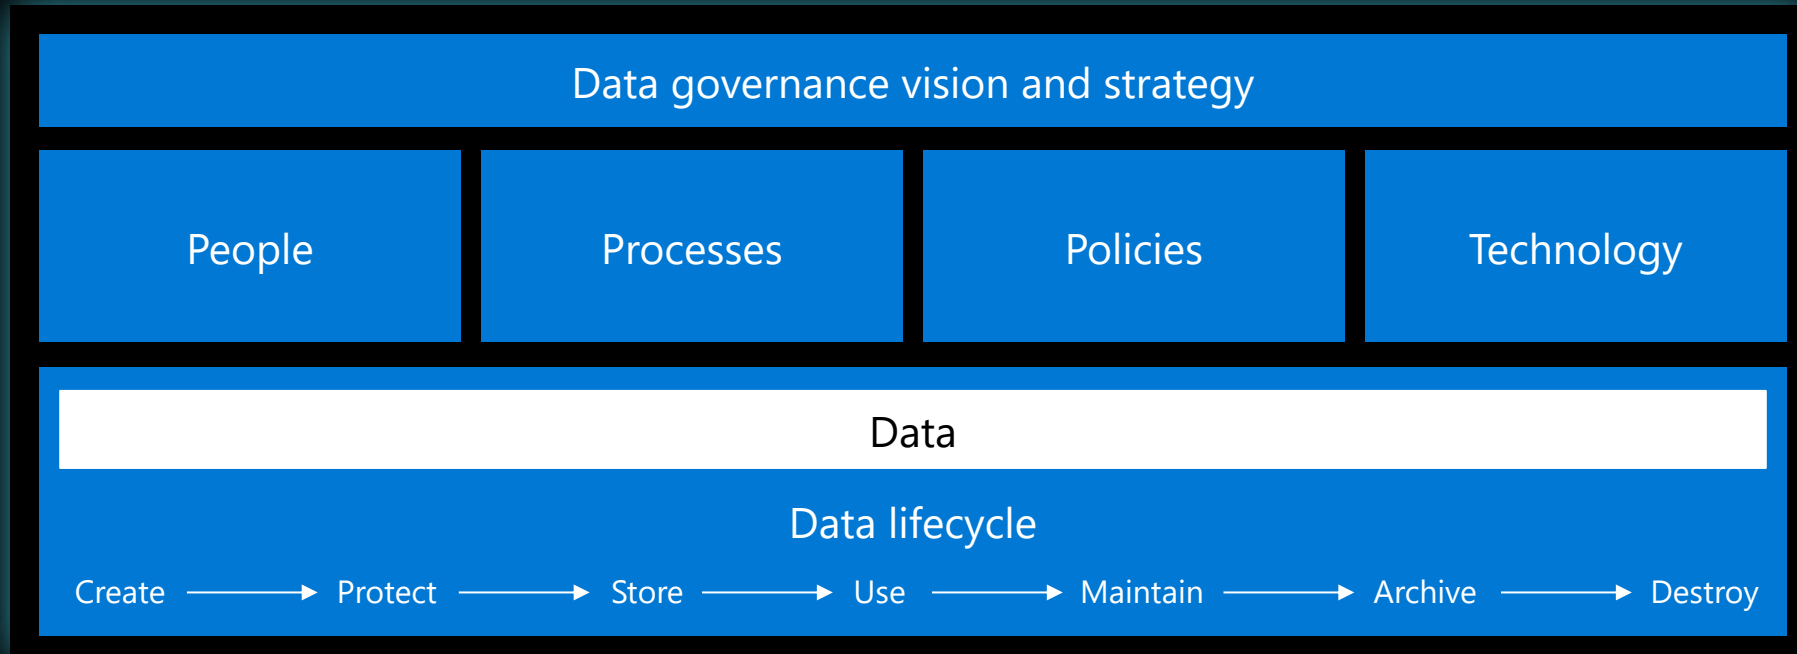 Data governance vision and strategy
People
Processes
Policies
Technology
Data
Data lifecycle
Create
Protect
Store
Use
Maintain
Archive
Destroy